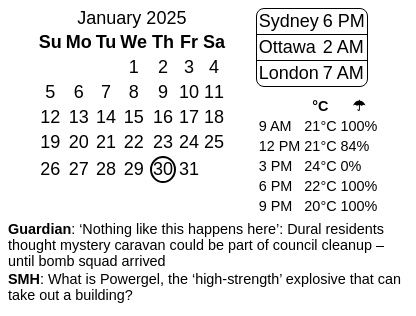 January 2025
Su Mo Tu We Th Fr Sa
1 2 3 4
5 6 7 8 9 10 11
12 13 14 15 16 17 18
19 20 21 22 23 24 25
26 27 28 29 30 31
Sydney 6 PM
Ottawa 2 AM
London 7 AM
°C ☂
9 AM 21°C 100%
12 PM 21°C 84%
3 PM 24°C 0%
6 PM 22°C 100%
9 PM 20°C 100%
Guardian: ‘Nothing like this happens here’: Dural residents
thought mystery caravan could be part of council cleanup –
until bomb squad arrived
SMH: What is Powergel, the ‘high-strength’ explosive that can
take out a building?